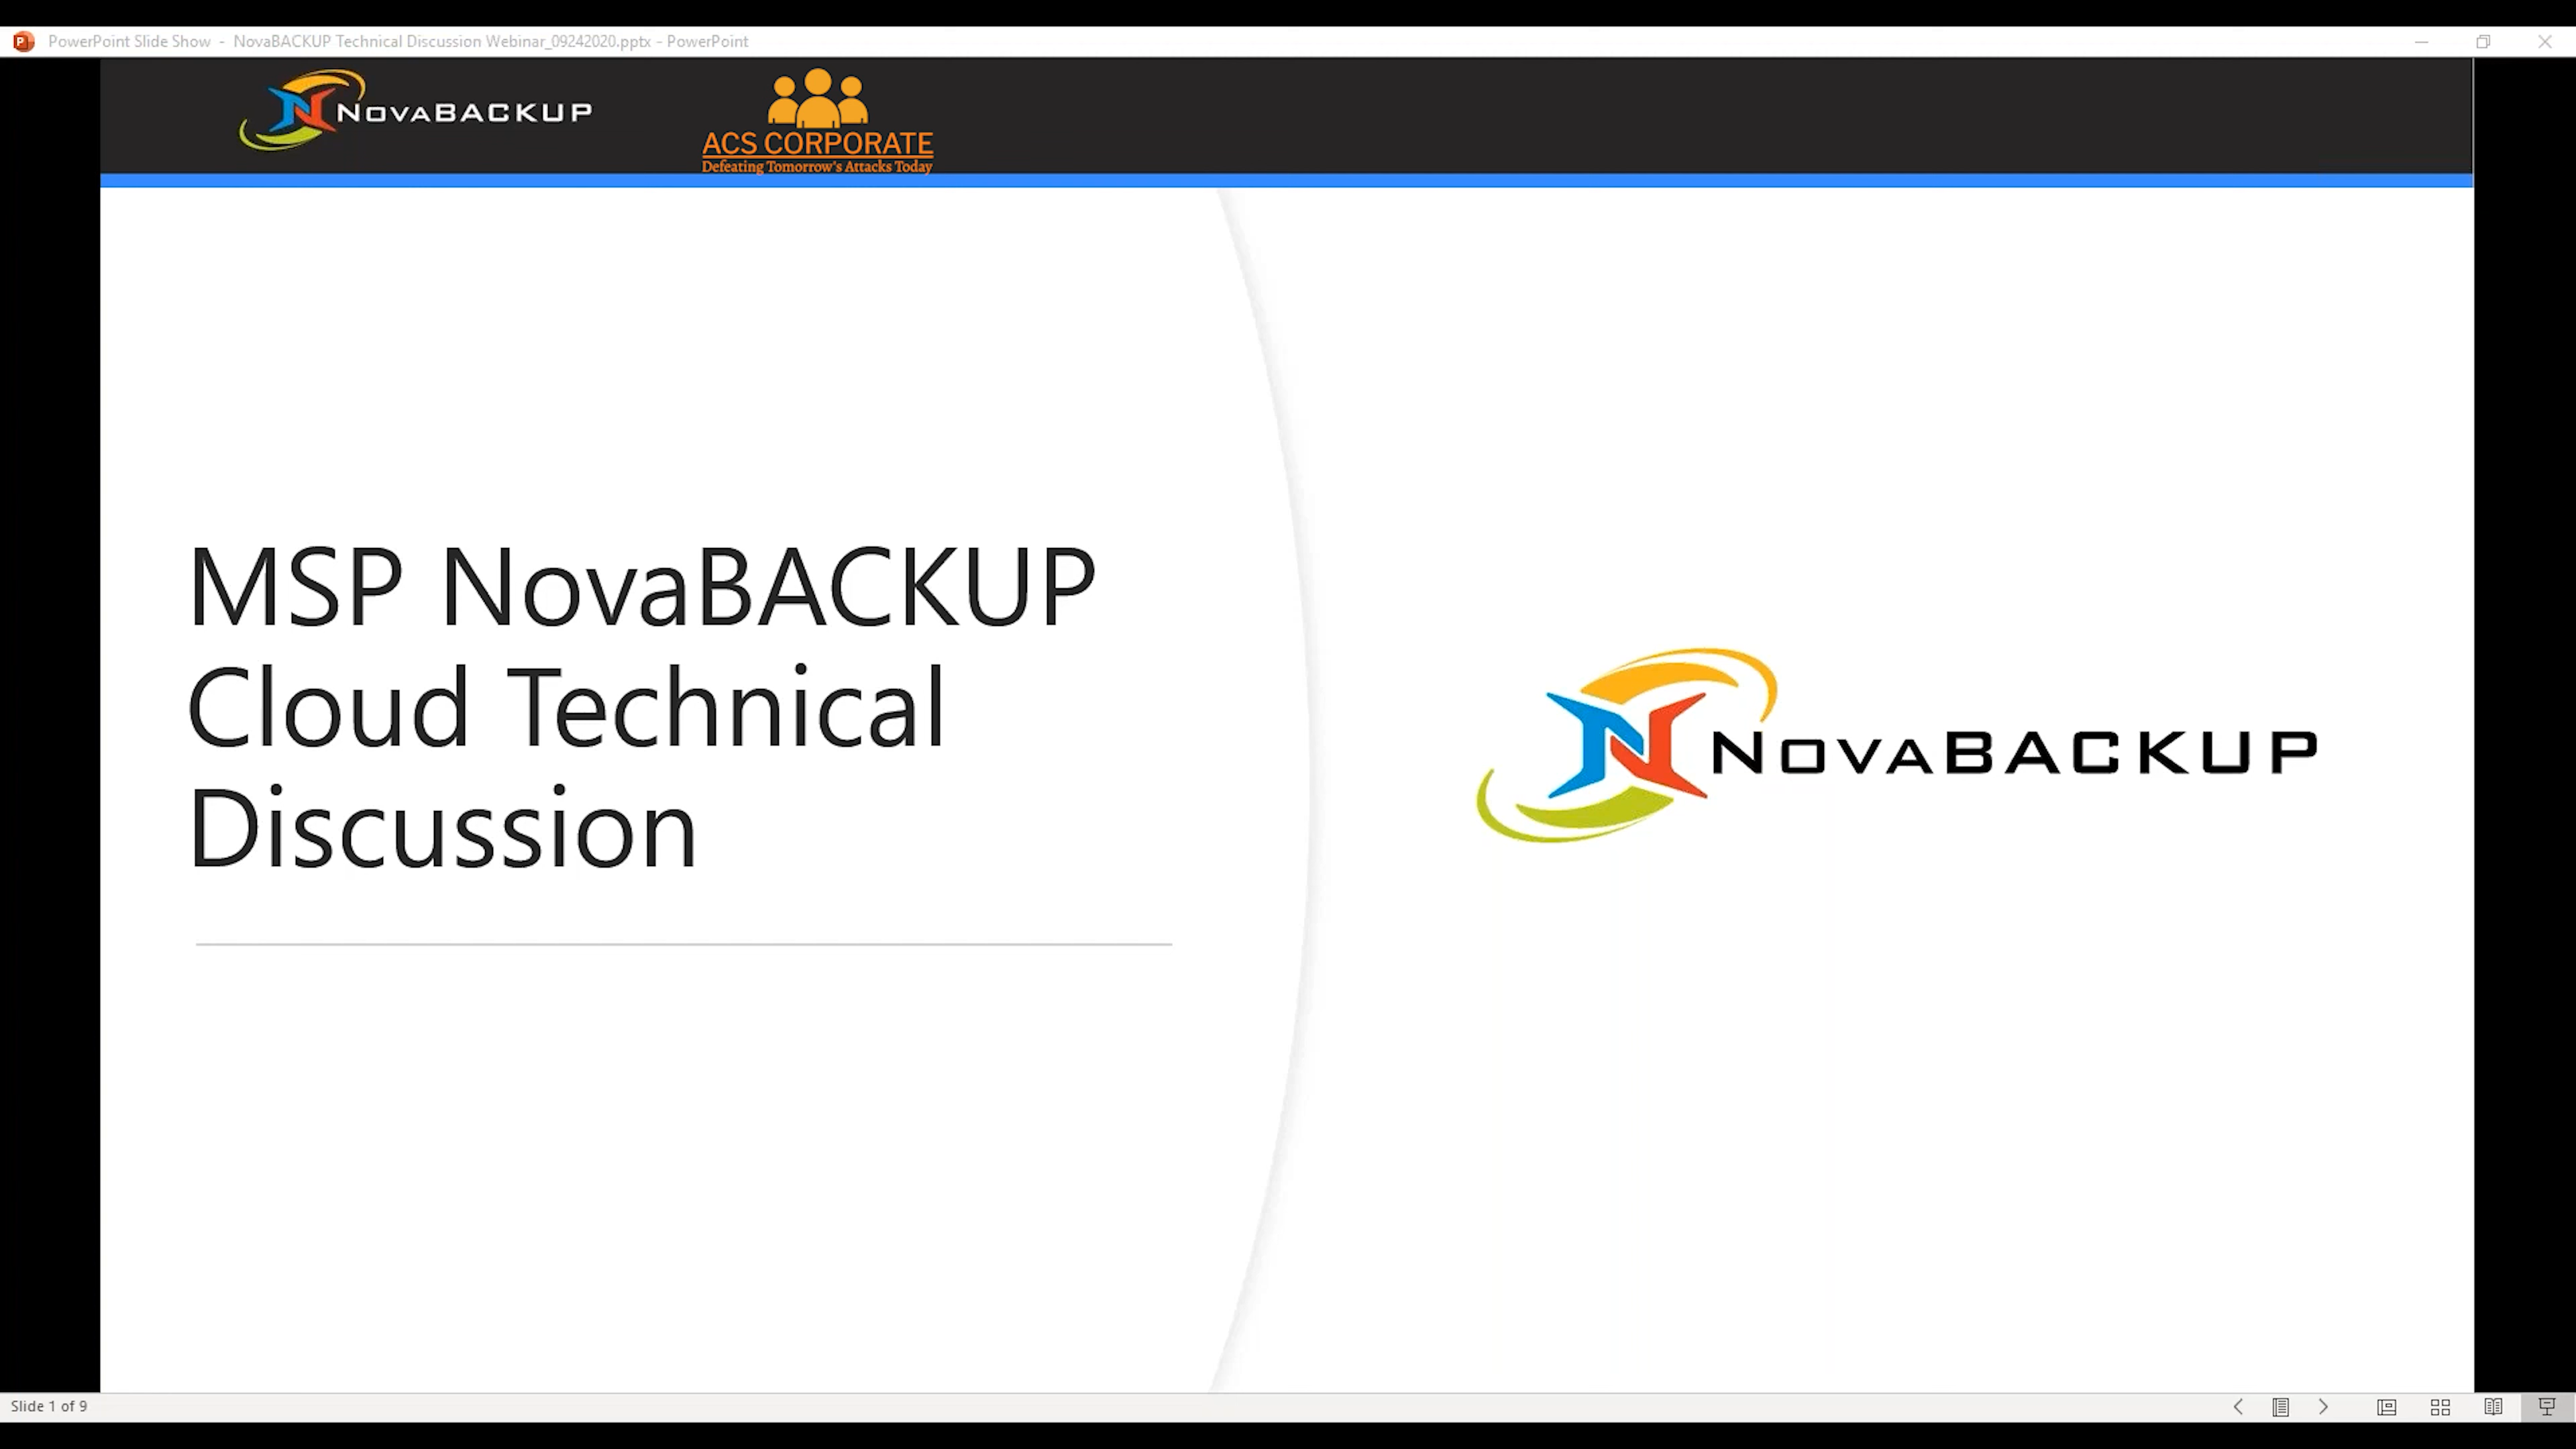 PowerPoint Slide Show - NovaBACKUP Technical Discussion Webinar_09242020.pptx - PowerPoint
NovaBACKUP
ACS CORPORATE
Defeating Tomorrow's Attacks Today
MSP NovaBACKUP
Cloud Technical
Discussion
NovaBACKUP
Slide 1 of 9